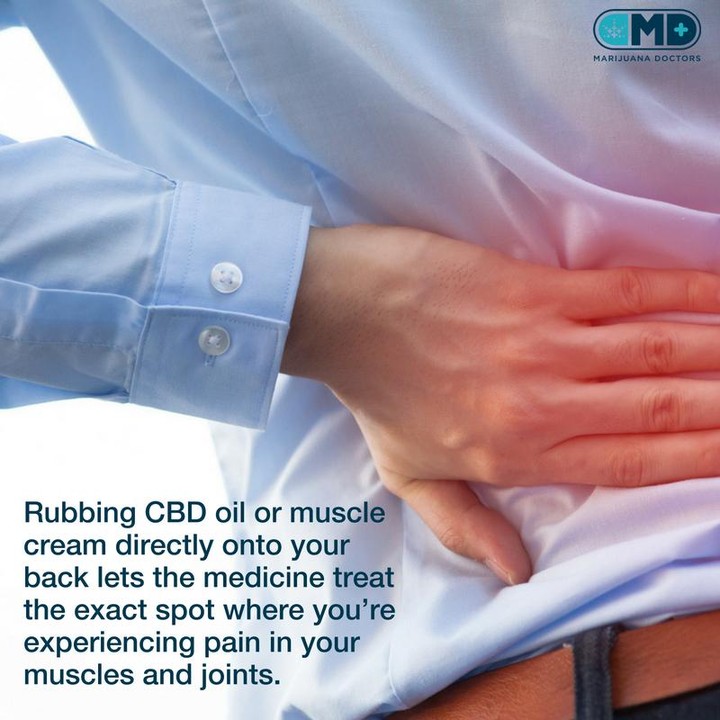 MD
MARIJUANA DOCTORS
Rubbing CBD oil or muscle
cream directly onto your
back lets the medicine treat
the exact spot where you’re
experiencing pain in your
muscles and joints.